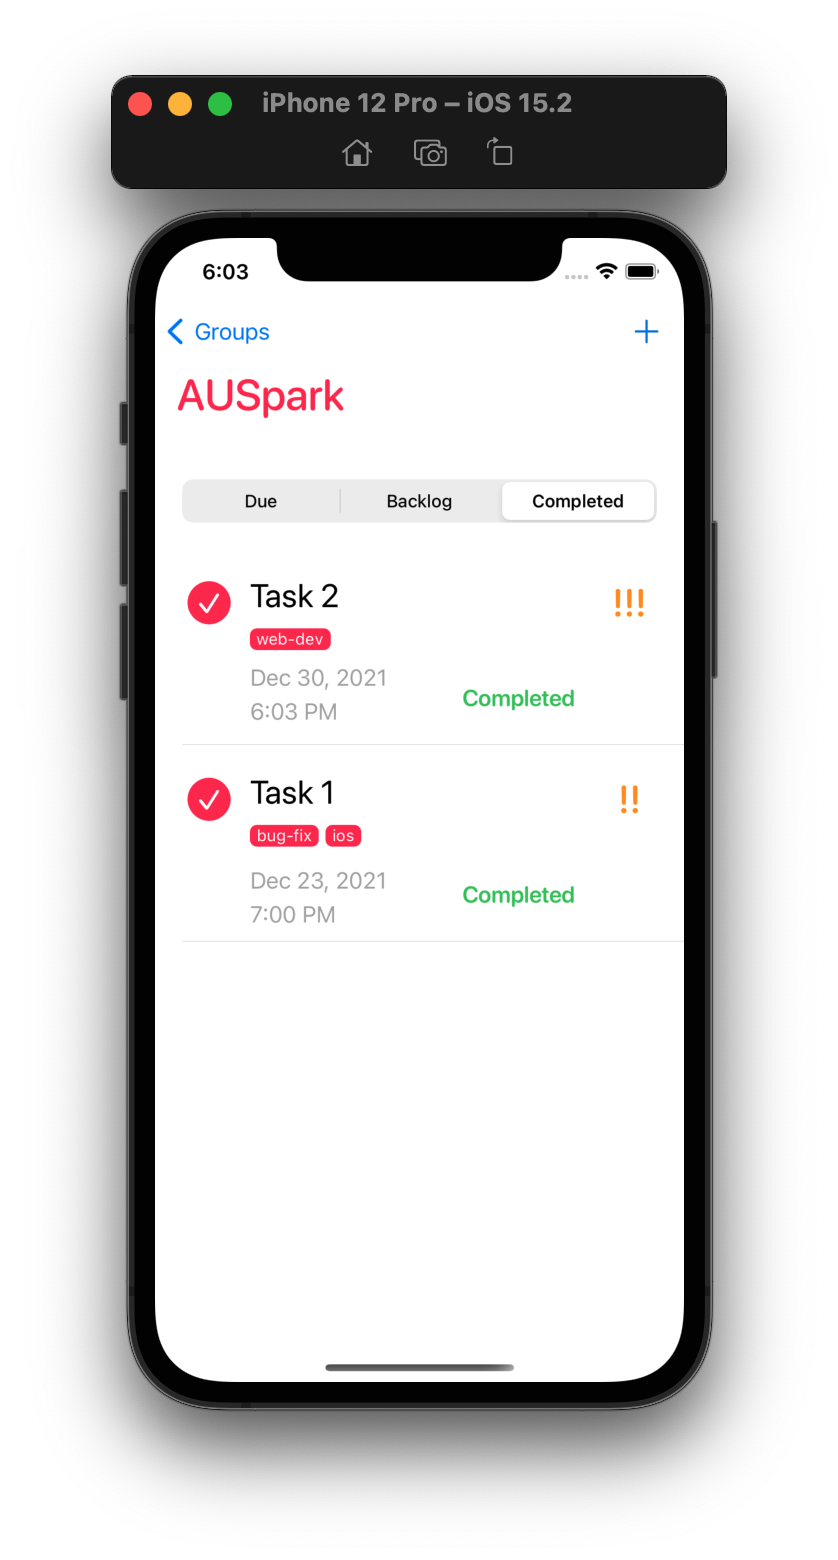 iPhone 12 Pro – iOS 15.2
6:03
Groups
AUSpark
Due Backlog Completed
Task 2 !!!
web-dev
Dec 30, 2021
6:03 PM
Completed
Task 1 !!
bug-fix ios
Dec 23, 2021
7:00 PM
Completed